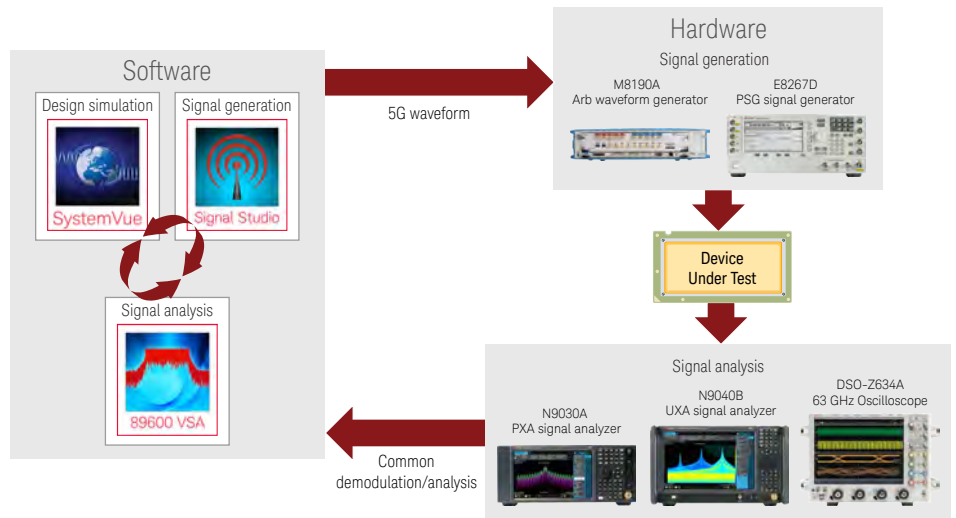 Software
Design simulation
SystemVue
Signal generation
Signal Studio
Signal analysis
89600 VSA
5G waveform
Hardware
Signal generation
M8190A
Arb waveform generator
E8267D
PSG signal generator
Device
Under Test
Signal analysis
N9030A
PXA signal analyzer
N9040B
UXA signal analyzer
DSO-Z634A
63 GHz Oscilloscope
Common
demodulation/analysis